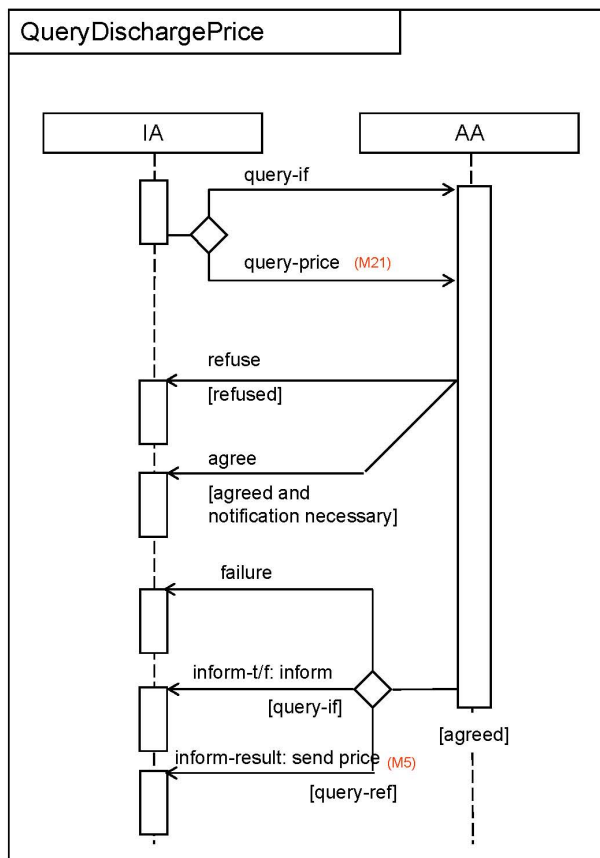 QueryDischargePrice
IA AA
query-if
query-price (M21)
refuse
[refused]
agree
[agreed and
notification necessary]
failure
inform-t/f: inform
[query-if]
[agreed]
inform-result: send price (M5)
[query-ref]